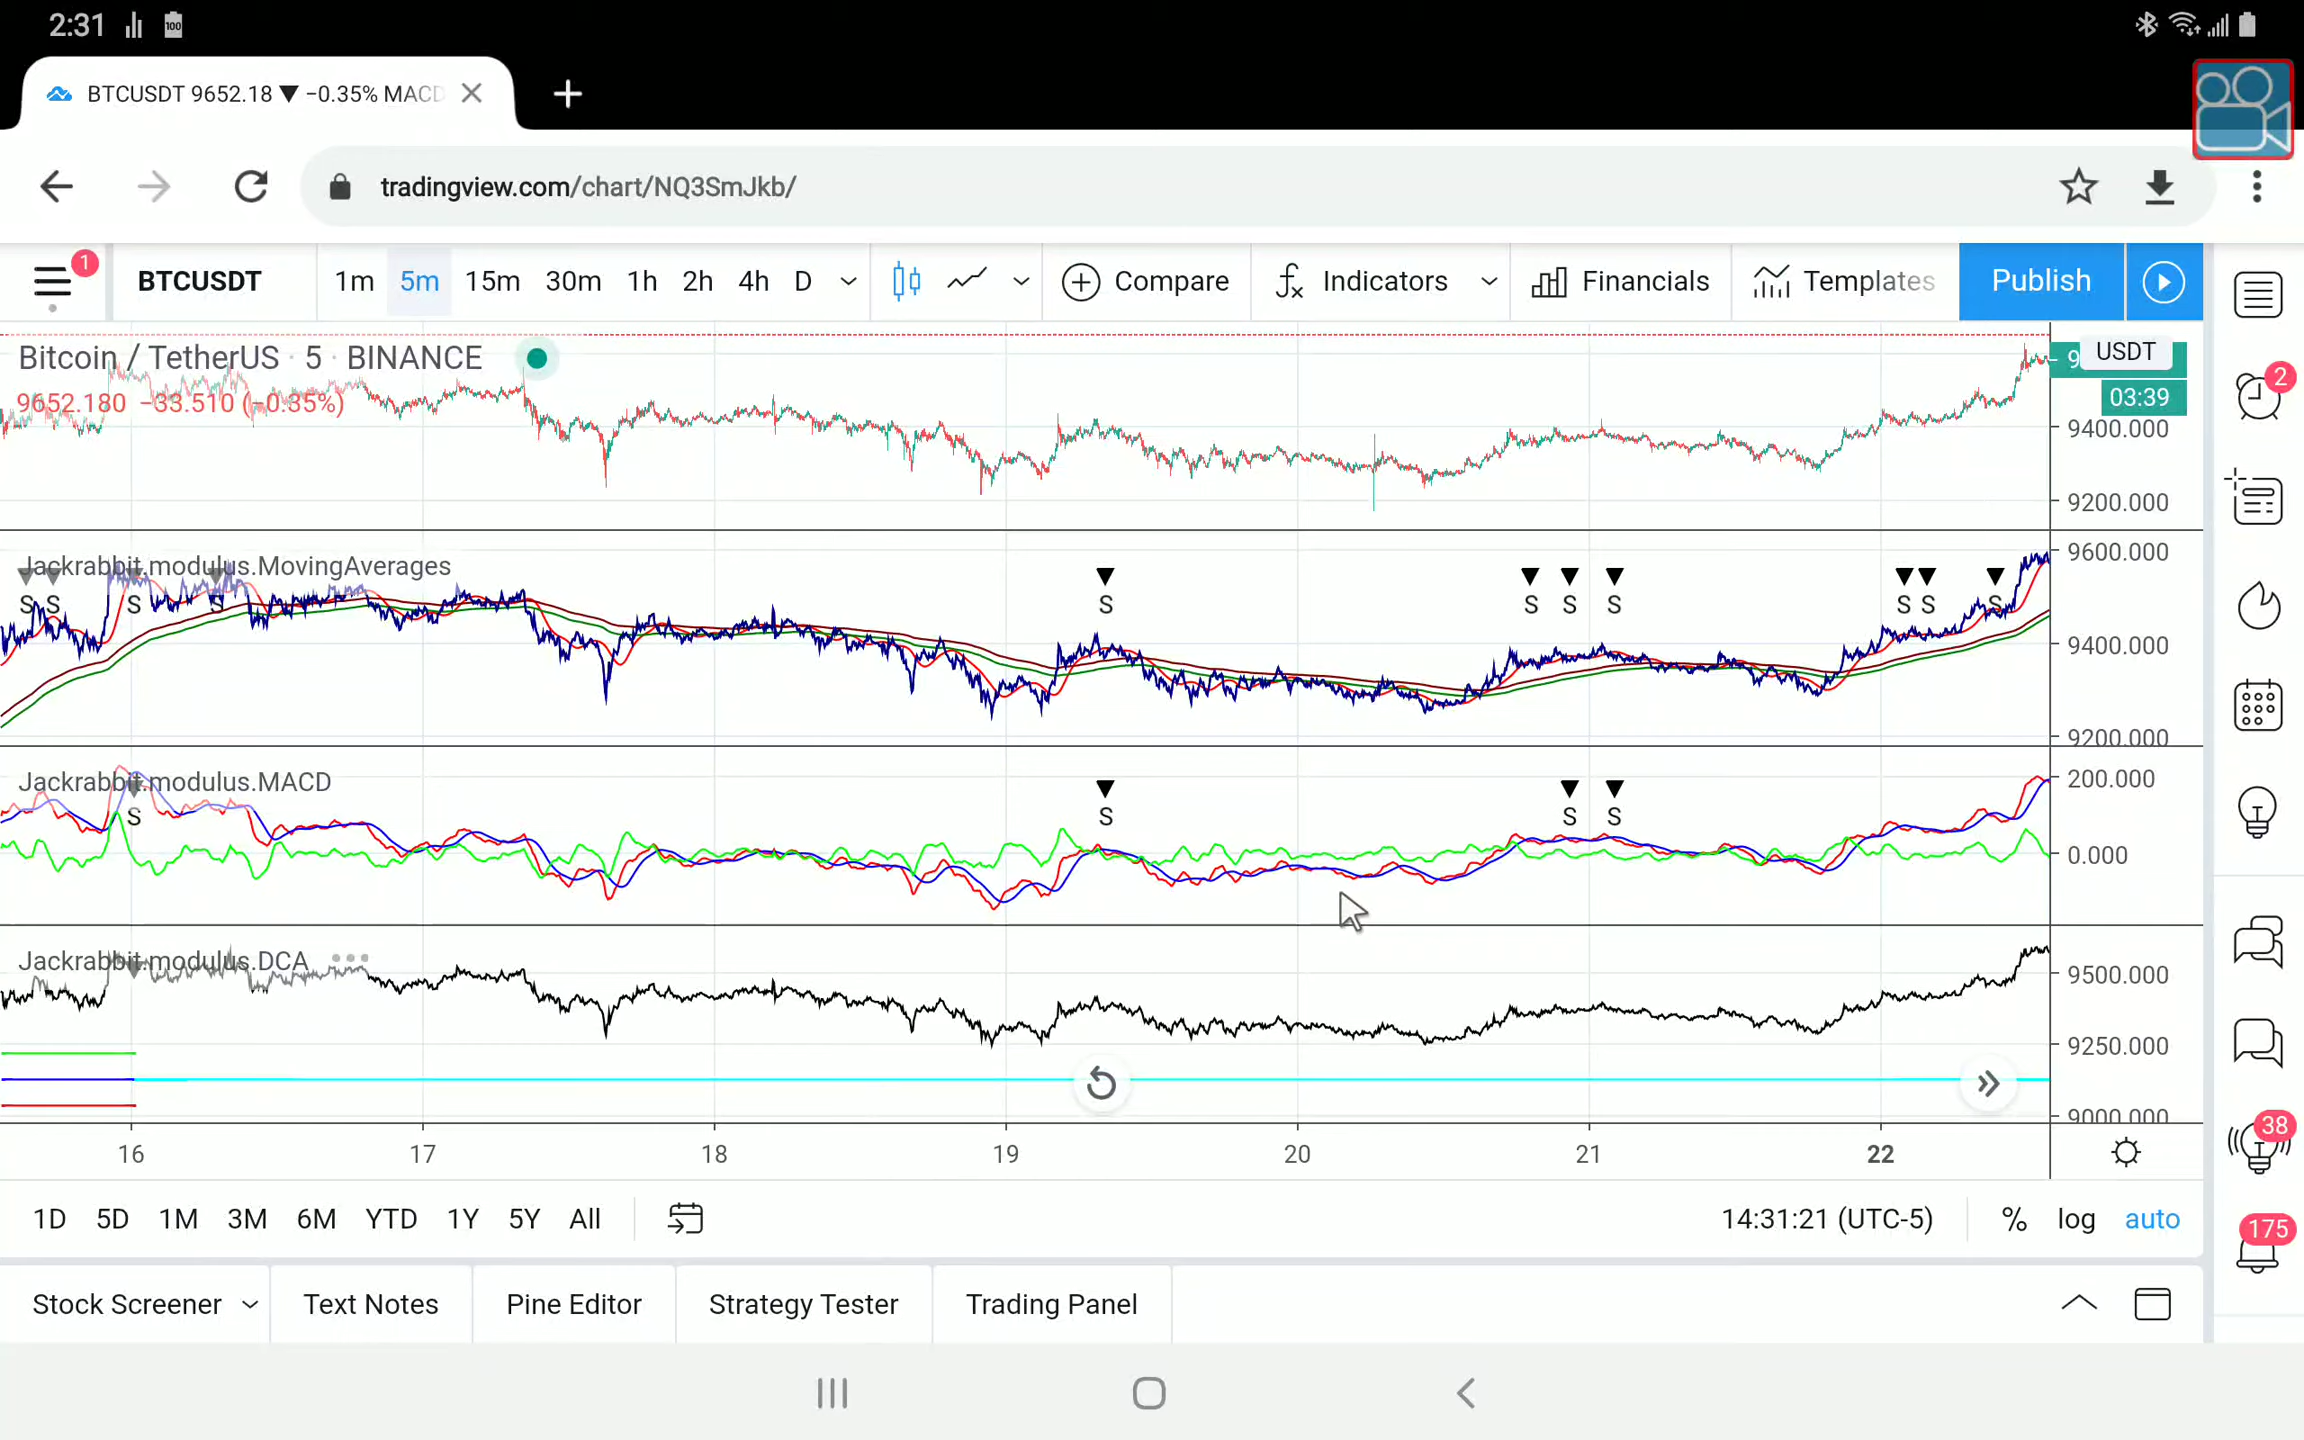 2:31
100
BTCUSDT 9652.18 ▼ −0.35% MACD
tradingview.com/chart/NQ3SmJkb/
1
BTCUSDT 1m 5m 15m 30m 1h 2h 4h D Compare Indicators Financials Templates Publish
Bitcoin / TetherUS · 5 · BINANCE
USDT
9652.180 −33.510 (−0.35%)
03:39
2
9400.000
9200.000
Jackrabbit.modulus.MovingAverages
9600.000
S S S S S S S S S S S
9400.000
9200.000
Jackrabbit.modulus.MACD
200.000
S S S S
0.000
Jackrabbit.modulus.DCA
9500.000
9250.000
9000.000
38
16 17 18 19 20 21 22
1D 5D 1M 3M 6M YTD 1Y 5Y All 14:31:21 (UTC-5) % log auto
175
Stock Screener Text Notes Pine Editor Strategy Tester Trading Panel